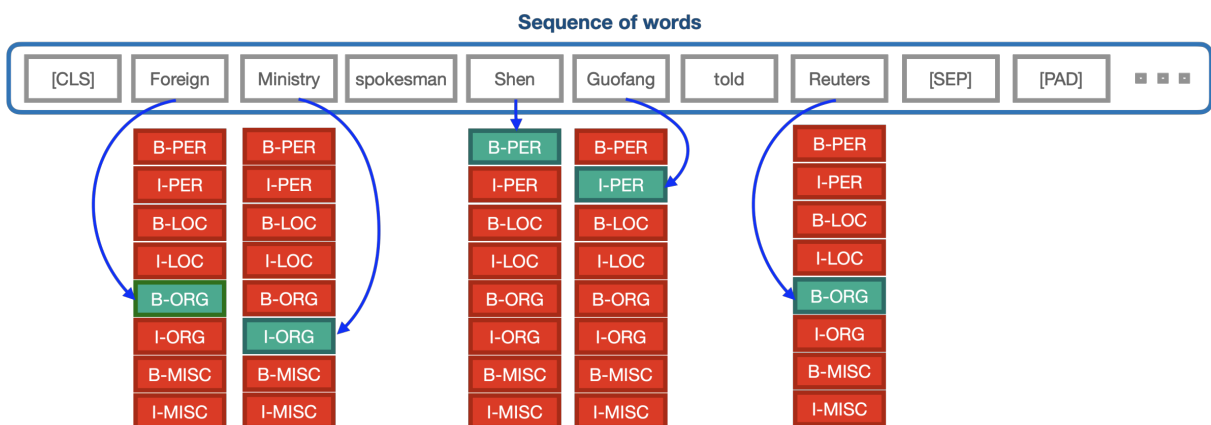 Sequence of words
[CLS] Foreign Ministry spokesman Shen Guofang told Reuters [SEP] [PAD]
B-PER B-PER B-PER B-PER B-PER
I-PER I-PER I-PER I-PER I-PER
B-LOC B-LOC B-LOC B-LOC B-LOC
I-LOC I-LOC I-LOC I-LOC I-LOC
B-ORG B-ORG B-ORG B-ORG B-ORG
I-ORG I-ORG I-ORG I-ORG I-ORG
B-MISC B-MISC B-MISC B-MISC B-MISC
I-MISC I-MISC I-MISC I-MISC I-MISC